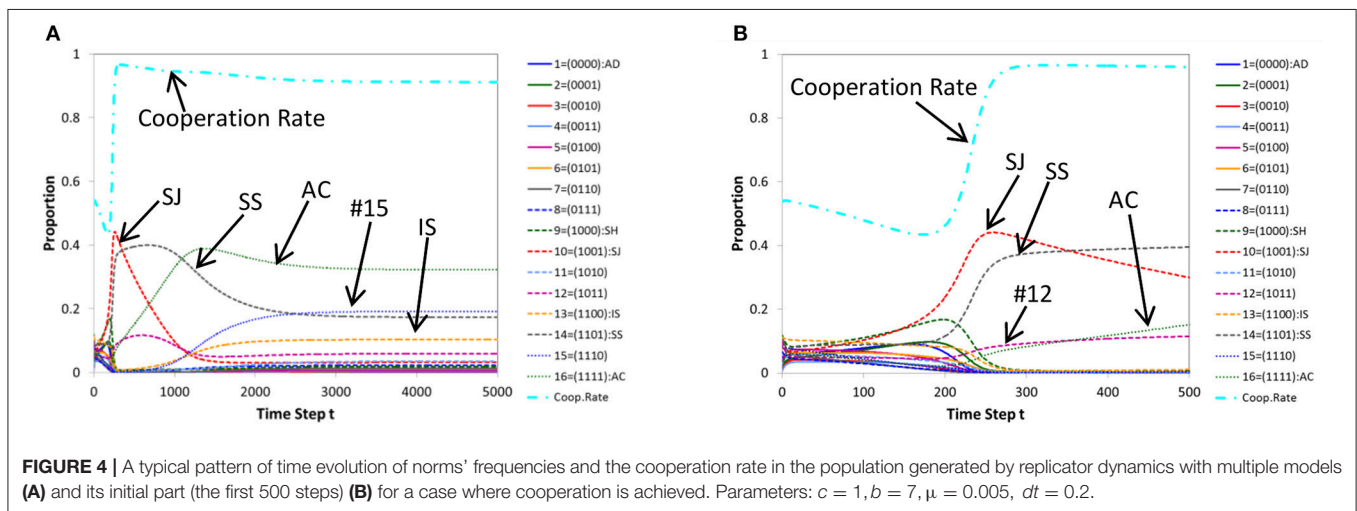 A
1
0.8
0.6
0.4
0.2
0
Proportion
0
1000
2000
3000
4000
5000
Time Step t
Cooperation Rate
SJ
SS
AC
#15
IS
1=(0000):AD
2=(0001)
3=(0010)
4=(0011)
5=(0100)
6=(0101)
7=(0110)
8=(0111)
9=(1000):SH
10=(1001):SJ
11=(1010)
12=(1011)
13=(1100):IS
14=(1101):SS
15=(1110)
16=(1111):AC
Coop.Rate
B
1
0.8
0.6
0.4
0.2
0
Proportion
0
100
200
300
400
500
Time Step t
Cooperation Rate
SJ
SS
AC
#12
1=(0000):AD
2=(0001)
3=(0010)
4=(0011)
5=(0100)
6=(0101)
7=(0110)
8=(0111)
9=(1000):SH
10=(1001):SJ
11=(1010)
12=(1011)
13=(1100):IS
14=(1101):SS
15=(1110)
16=(1111):AC
Coop.Rate
FIGURE 4 | A typical pattern of time evolution of norms' frequencies and the cooperation rate in the population generated by replicator dynamics with multiple models
(A) and its initial part (the first 500 steps) (B) for a case where cooperation is achieved. Parameters: c = 1, b = 7, μ = 0.005, dt = 0.2.